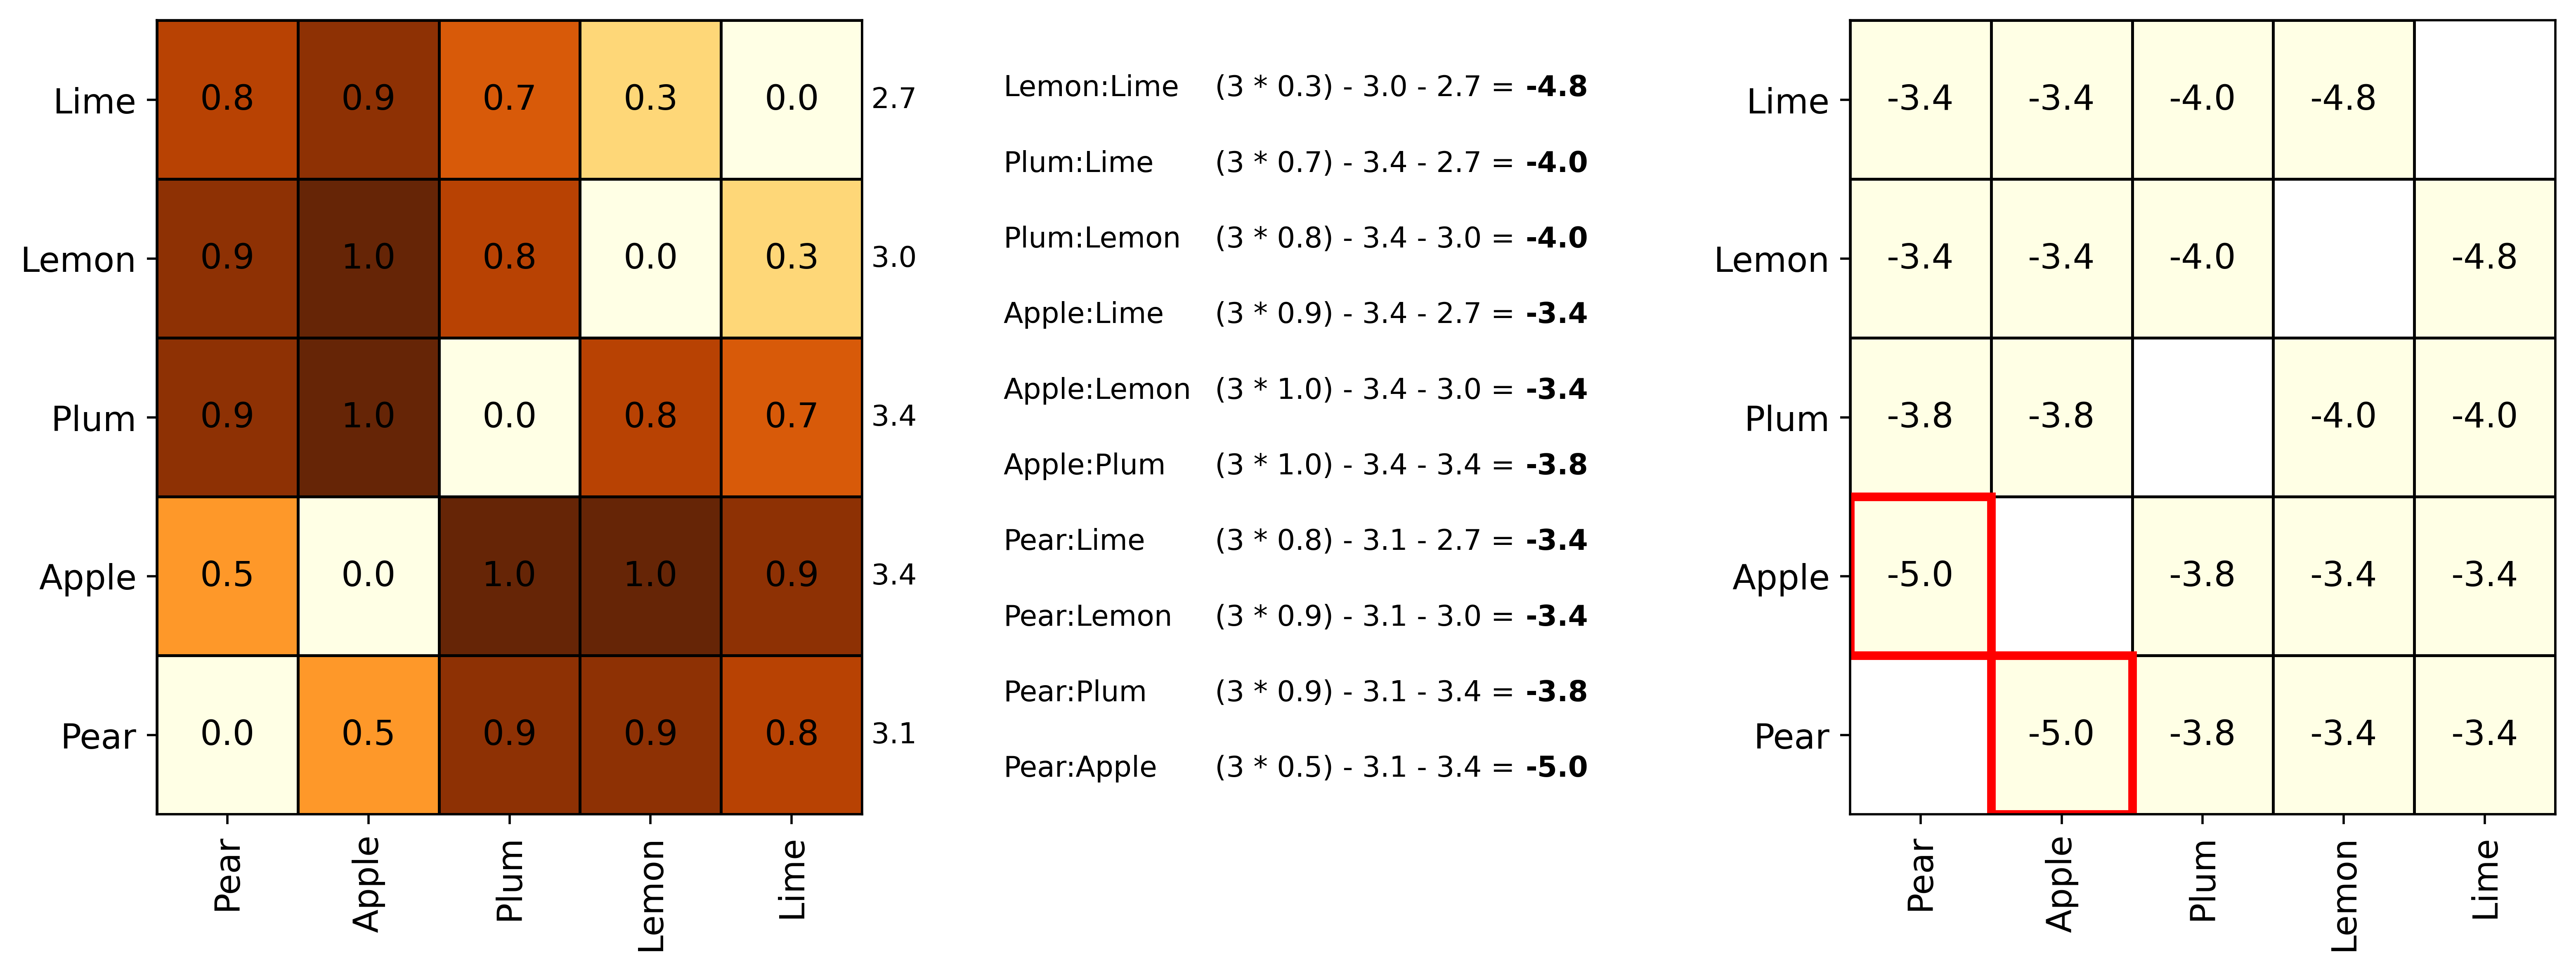 Lime 0.8 0.9 0.7 0.3 0.0 2.7
Lemon 0.9 1.0 0.8 0.0 0.3 3.0
Plum 0.9 1.0 0.0 0.8 0.7 3.4
Apple 0.5 0.0 1.0 1.0 0.9 3.4
Pear 0.0 0.5 0.9 0.9 0.8 3.1
Pear Apple Plum Lemon Lime
Lemon:Lime (3 * 0.3) - 3.0 - 2.7 = -4.8
Plum:Lime (3 * 0.7) - 3.4 - 2.7 = -4.0
Plum:Lemon (3 * 0.8) - 3.4 - 3.0 = -4.0
Apple:Lime (3 * 0.9) - 3.4 - 2.7 = -3.4
Apple:Lemon (3 * 1.0) - 3.4 - 3.0 = -3.4
Apple:Plum (3 * 1.0) - 3.4 - 3.4 = -3.8
Pear:Lime (3 * 0.8) - 3.1 - 2.7 = -3.4
Pear:Lemon (3 * 0.9) - 3.1 - 3.0 = -3.4
Pear:Plum (3 * 0.9) - 3.1 - 3.4 = -3.8
Pear:Apple (3 * 0.5) - 3.1 - 3.4 = -5.0
Lime -3.4 -3.4 -4.0 -4.8
Lemon -3.4 -3.4 -4.0 -4.8
Plum -3.8 -3.8 -4.0 -4.0
Apple -5.0 -3.8 -3.4 -3.4
Pear -5.0 -3.8 -3.4 -3.4
Pear Apple Plum Lemon Lime